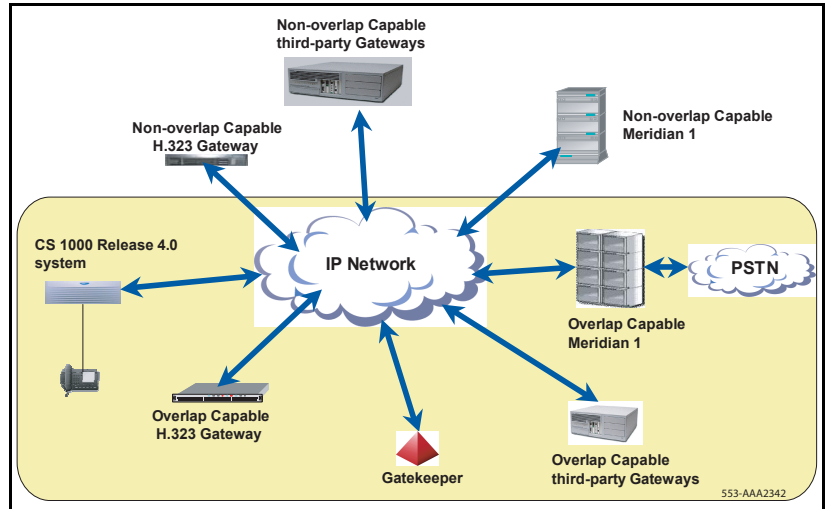 Non-overlap Capable
third-party Gateways
Non-overlap Capable
H.323 Gateway
Non-overlap Capable
Meridian 1
CS 1000 Release 4.0
system
IP Network
PSTN
Overlap Capable
Meridian 1
Overlap Capable
H.323 Gateway
Gatekeeper
Overlap Capable
third-party Gateways
553-AAA2342